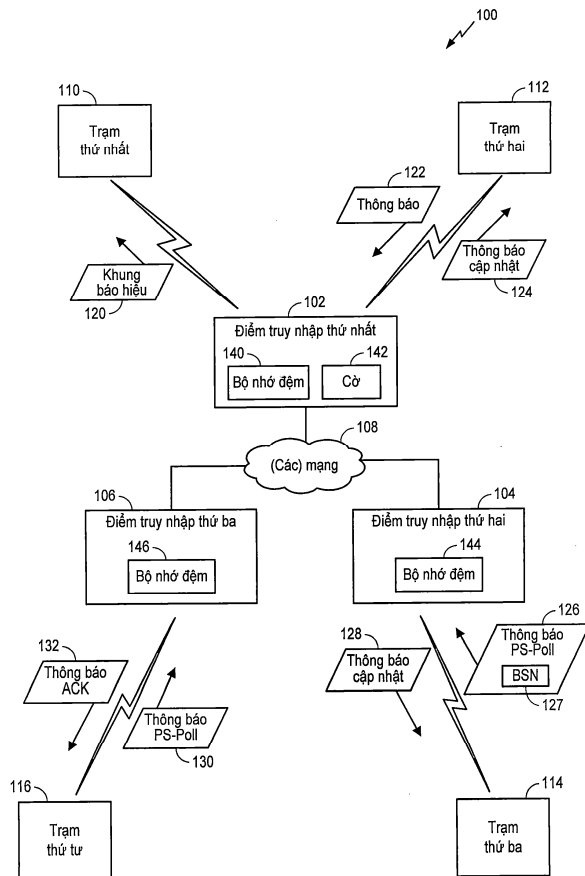 100
110
Trạm
thứ nhất
112
Trạm
thứ hai
122
Thông báo
Khung
báo hiệu
120
Thông báo
cập nhật
124
102
Điểm truy nhập thứ nhất
140
Bộ nhớ đệm
142
Cờ
108
(Các) mạng
106
Điểm truy nhập thứ ba
146
Bộ nhớ đệm
104
Điểm truy nhập thứ hai
144
Bộ nhớ đệm
132
Thông báo
ACK
Thông báo
PS-Poll
130
128
Thông báo
cập nhật
126
Thông báo
PS-Poll
BSN
127
116
Trạm
thứ tư
114
Trạm
thứ ba